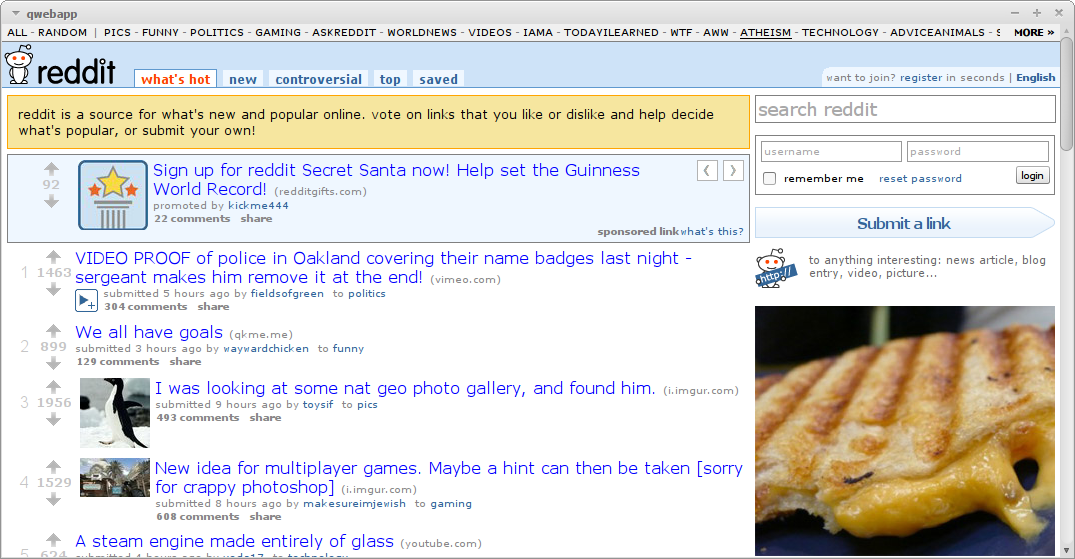 qwebapp
ALL - RANDOM | PICS - FUNNY - POLITICS - GAMING - ASKREDDIT - WORLDNEWS - VIDEOS - IAMA - TODAYILEARNED - WTF - AWW - ATHEISM - TECHNOLOGY - ADVICEANIMALS - S MORE »
reddit what's hot new controversial top saved
want to join? register in seconds | English
reddit is a source for what's new and popular online. vote on links that you like or dislike and help decide
what's popular, or submit your own!
92
Sign up for reddit Secret Santa now! Help set the Guinness
World Record! (redditgifts.com)
promoted by kickme444
22 comments share
sponsored link what's this?
1 1463
VIDEO PROOF of police in Oakland covering their name badges last night -
sergeant makes him remove it at the end! (vimeo.com)
submitted 5 hours ago by fieldsofgreen to politics
304 comments share
2 899
We all have goals (qkme.me)
submitted 3 hours ago by waywardchicken to funny
129 comments share
3 1956
I was looking at some nat geo photo gallery, and found him. (i.imgur.com)
submitted 9 hours ago by toysif to pics
493 comments share
4 1529
New idea for multiplayer games. Maybe a hint can then be taken [sorry
for crappy photoshop] (i.imgur.com)
submitted 8 hours ago by makesureimjewish to gaming
608 comments share
5 624
A steam engine made entirely of glass (youtube.com)
submitted 4 hours ago by to technology
search reddit
username password
remember me reset password login
Submit a link
http://
to anything interesting: news article, blog
entry, video, picture...